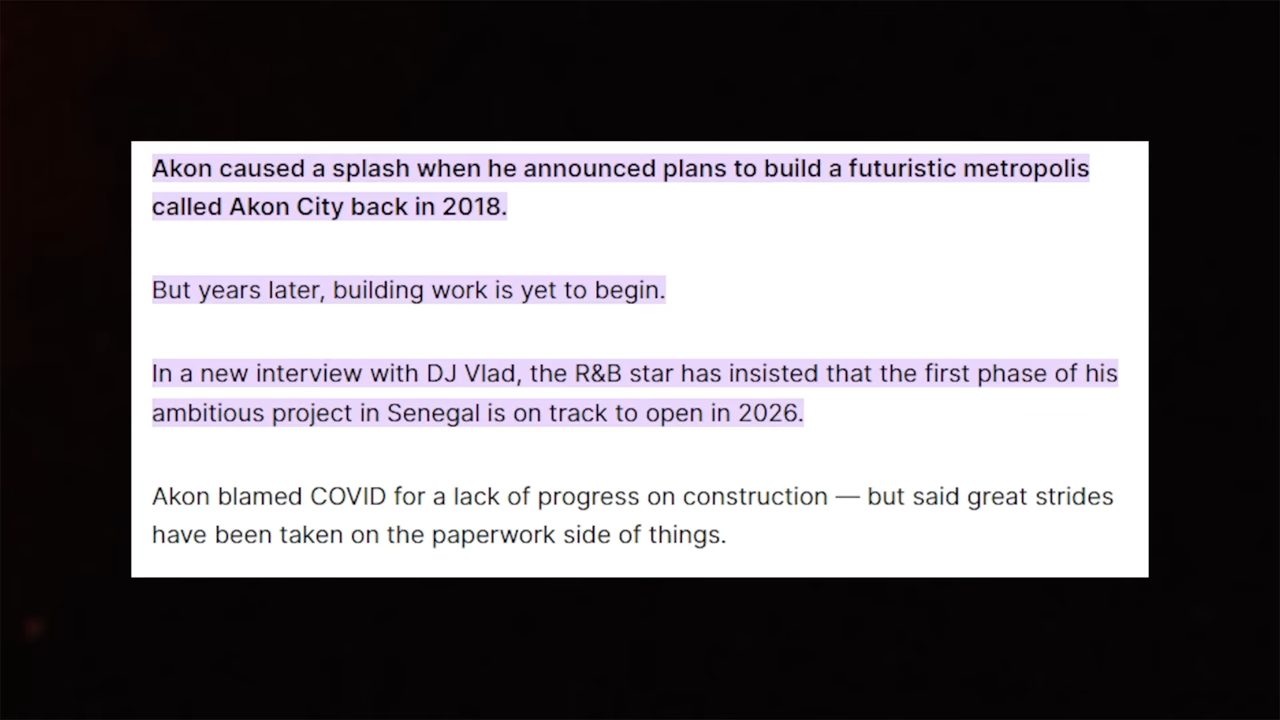 Akon caused a splash when he announced plans to build a futuristic metropolis
called Akon City back in 2018.
But years later, building work is yet to begin.
In a new interview with DJ Vlad, the R&B star has insisted that the first phase of his
ambitious project in Senegal is on track to open in 2026.
Akon blamed COVID for a lack of progress on construction — but said great strides
have been taken on the paperwork side of things.